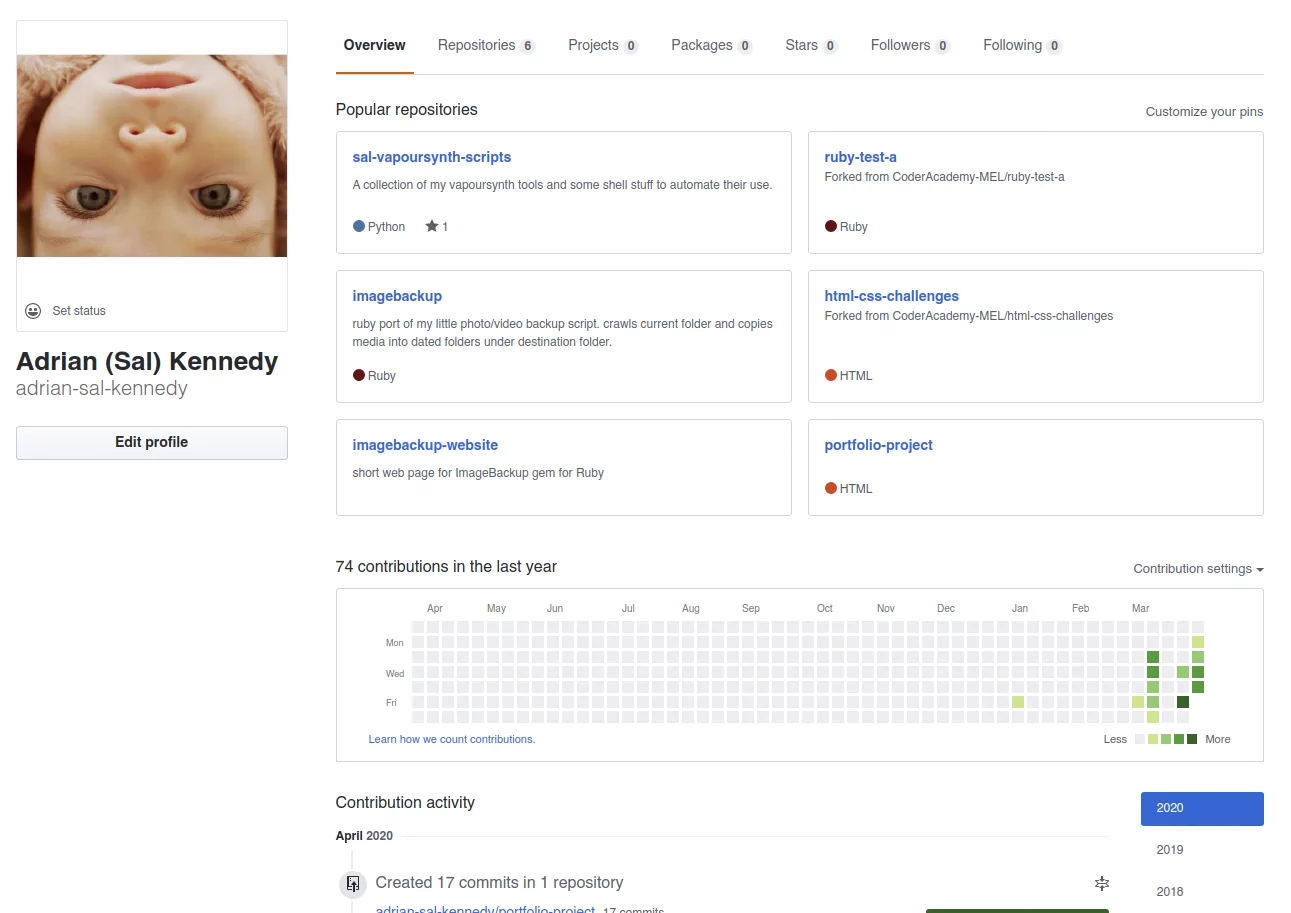 Overview Repositories 6 Projects 0 Packages 0 Stars 0 Followers 0 Following 0
Set status
Adrian (Sal) Kennedy
adrian-sal-kennedy
Edit profile
Popular repositories
Customize your pins
sal-vapoursynth-scripts
A collection of my vapoursynth tools and some shell stuff to automate their use.
Python 1
ruby-test-a
Forked from CoderAcademy-MEL/ruby-test-a
Ruby
imagebackup
ruby port of my little photo/video backup script. crawls current folder and copies
media into dated folders under destination folder.
Ruby
html-css-challenges
Forked from CoderAcademy-MEL/html-css-challenges
HTML
imagebackup-website
short web page for ImageBackup gem for Ruby
portfolio-project
HTML
74 contributions in the last year
Contribution settings
Apr May Jun Jul Aug Sep Oct Nov Dec Jan Feb Mar
Mon
Wed
Fri
Learn how we count contributions.
Less More
Contribution activity
2020
2019
2018
April 2020
Created 17 commits in 1 repository
adrian-sal-kennedy/portfolio-project 17 commits